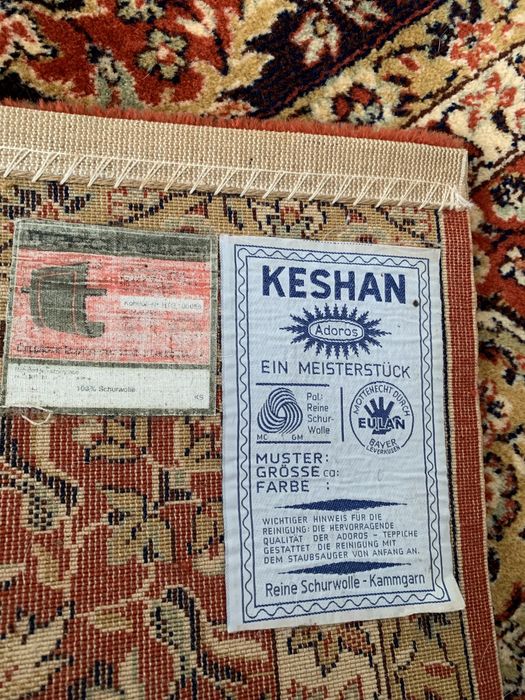 100% Schurwolle
KS
KESHAN
Adoros
EIN MEISTERSTÜCK
Pol:
Reine
Schur-
Wolle
MC GM
MOTTENECHT DURCH
EULAN
BAYER
LEVERKUSEN
MUSTER:
GRÖSSE ca:
FARBE :
WICHTIGER HINWEIS FÜR DIE
REINIGUNG: DIE HERVORRAGENDE
QUALITÄT DER ADOROS - TEPPICHE
GESTATTET DIE REINIGUNG MIT
DEM STAUBSAUGER VON ANFANG AN.
Reine Schurwolle - Kammgarn